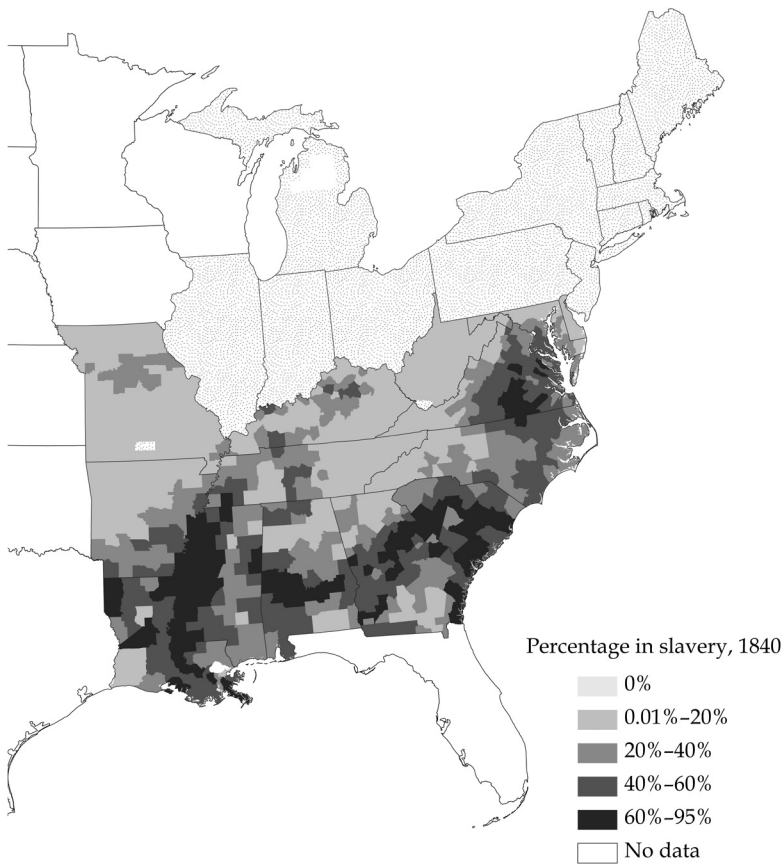 Percentage in slavery, 1840
0%
0.01%–20%
20%–40%
40%–60%
60%–95%
No data